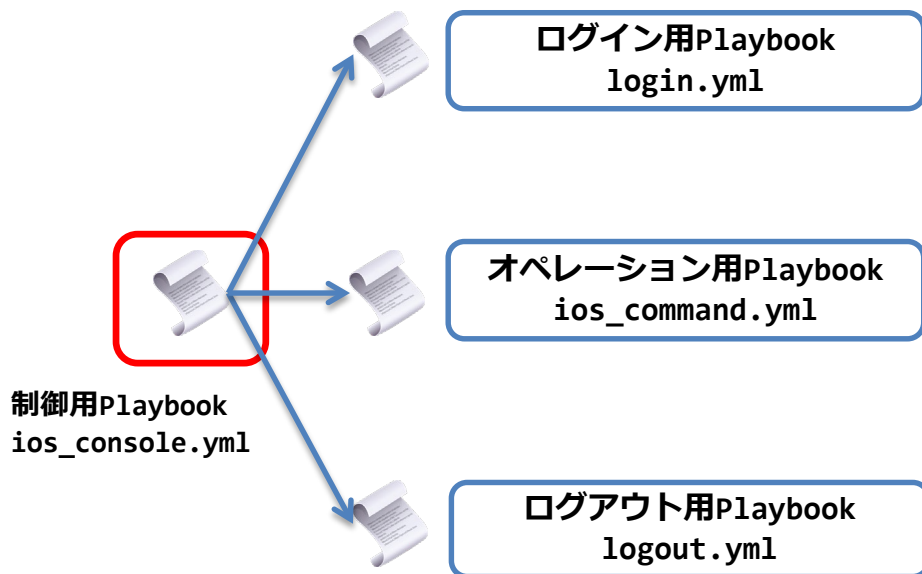 ログイン用Playbook
login.yml
オペレーション用Playbook
ios_command.yml
制御用Playbook
ios_console.yml
ログアウト用Playbook
logout.yml